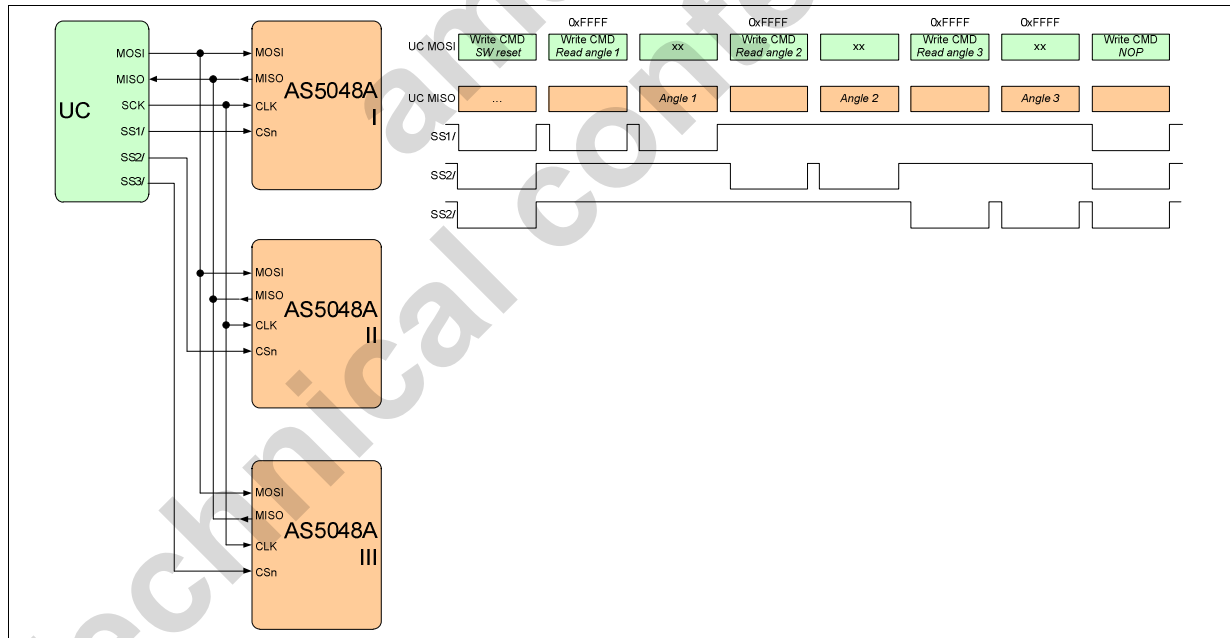 UC
MOSI
MISO
SCK
SS1/
SS2/
SS3/
MOSI
MISO
CLK
CSn
AS5048A
I
MOSI
MISO
CLK
CSn
AS5048A
II
MOSI
MISO
CLK
CSn
AS5048A
III
0xFFFF 0xFFFF 0xFFFF 0xFFFF
UC MOSI
Write CMD
SW reset
Write CMD
Read angle 1
xx
Write CMD
Read angle 2
xx
Write CMD
Read angle 3
xx
Write CMD
NOP
UC MISO
...
Angle 1
Angle 2
Angle 3
SS1/
SS2/
SS2/
am
technical conte